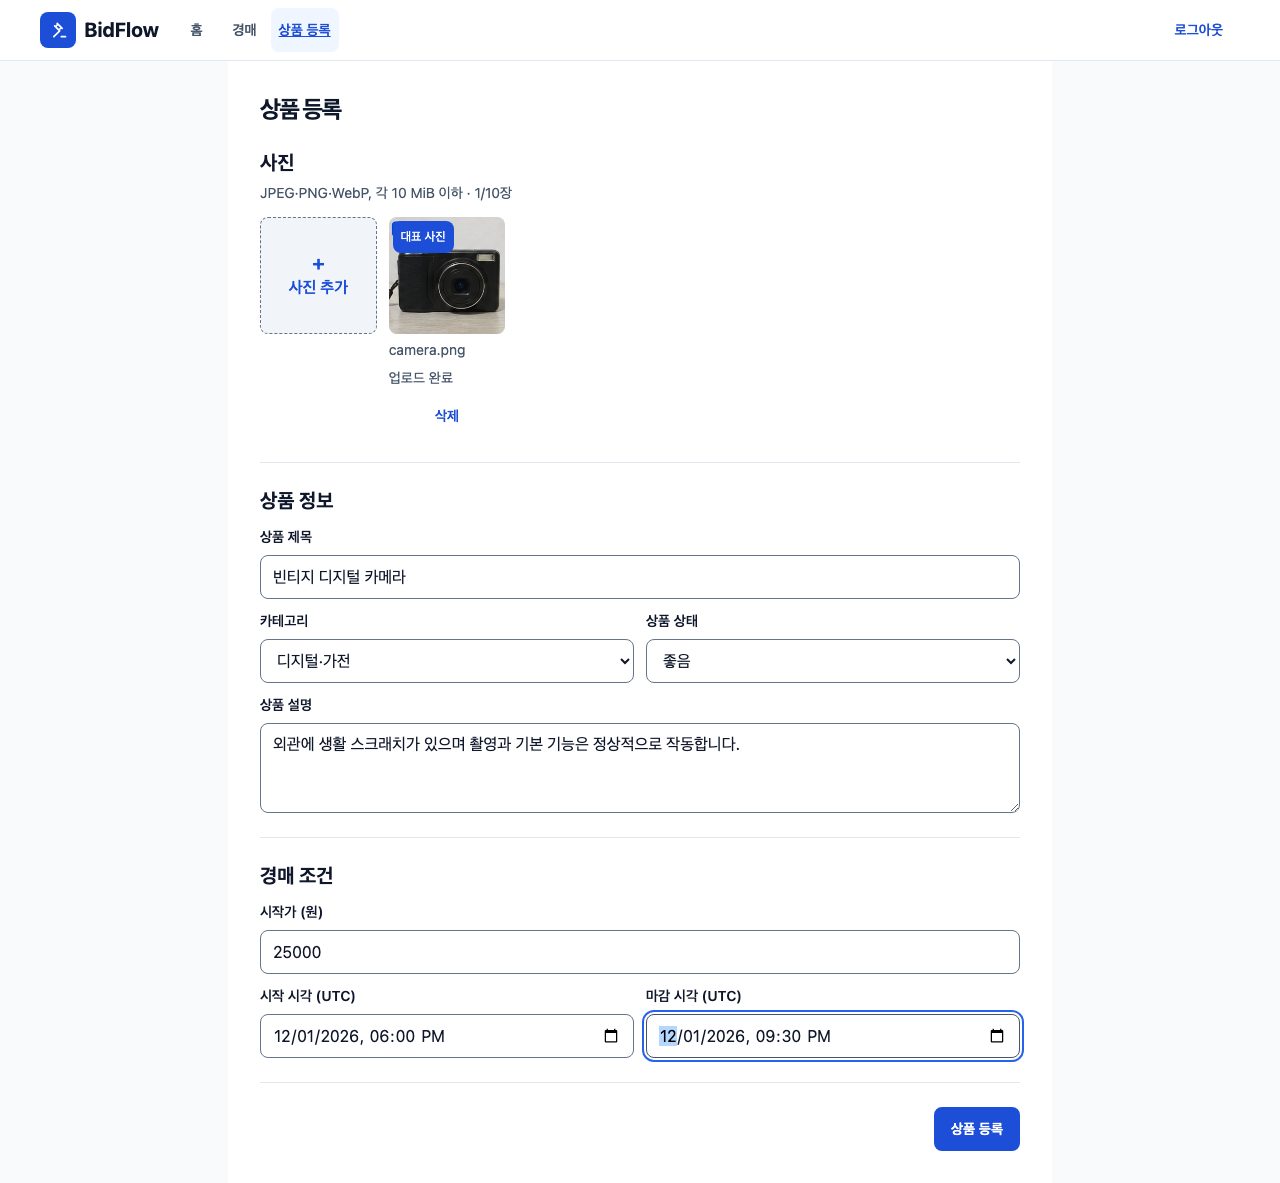 BidFlow
홈
경매
상품 등록
로그아웃
상품 등록
사진
JPEG·PNG·WebP, 각 10 MiB 이하 · 1/10장
+
사진 추가
대표 사진
camera.png
업로드 완료
삭제
상품 정보
상품 제목
빈티지 디지털 카메라
카테고리
상품 상태
디지털·가전
좋음
상품 설명
외관에 생활 스크래치가 있으며 촬영과 기본 기능은 정상적으로 작동합니다.
경매 조건
시작가 (원)
25000
시작 시각 (UTC)
마감 시각 (UTC)
12/01/2026, 06:00 PM
12/01/2026, 09:30 PM
상품 등록